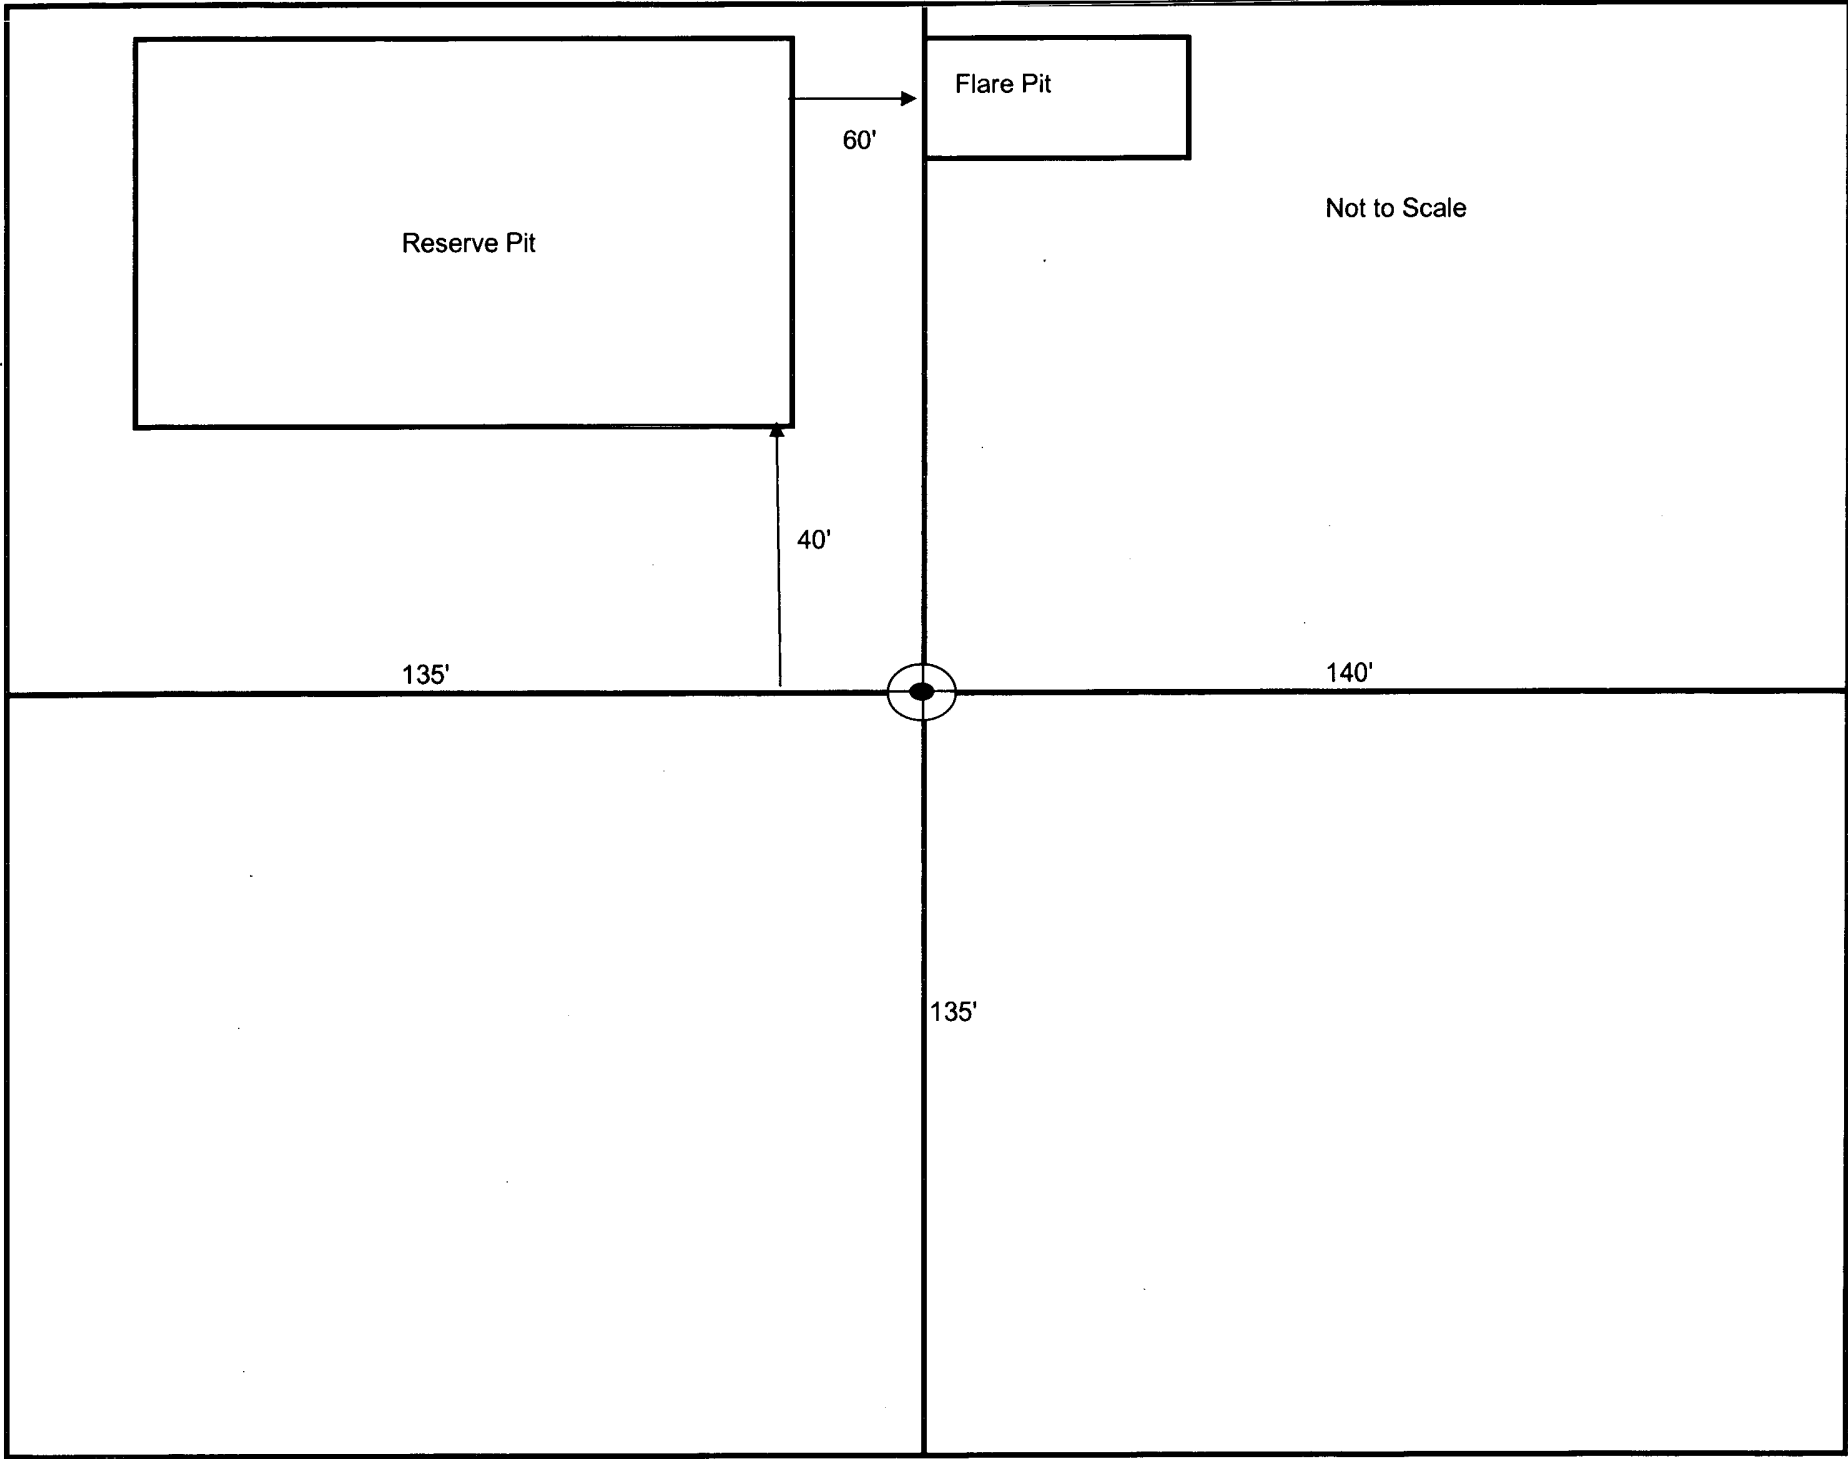 Flare Pit
60'
Not to Scale
Reserve Pit
40'
135'
140'
135'